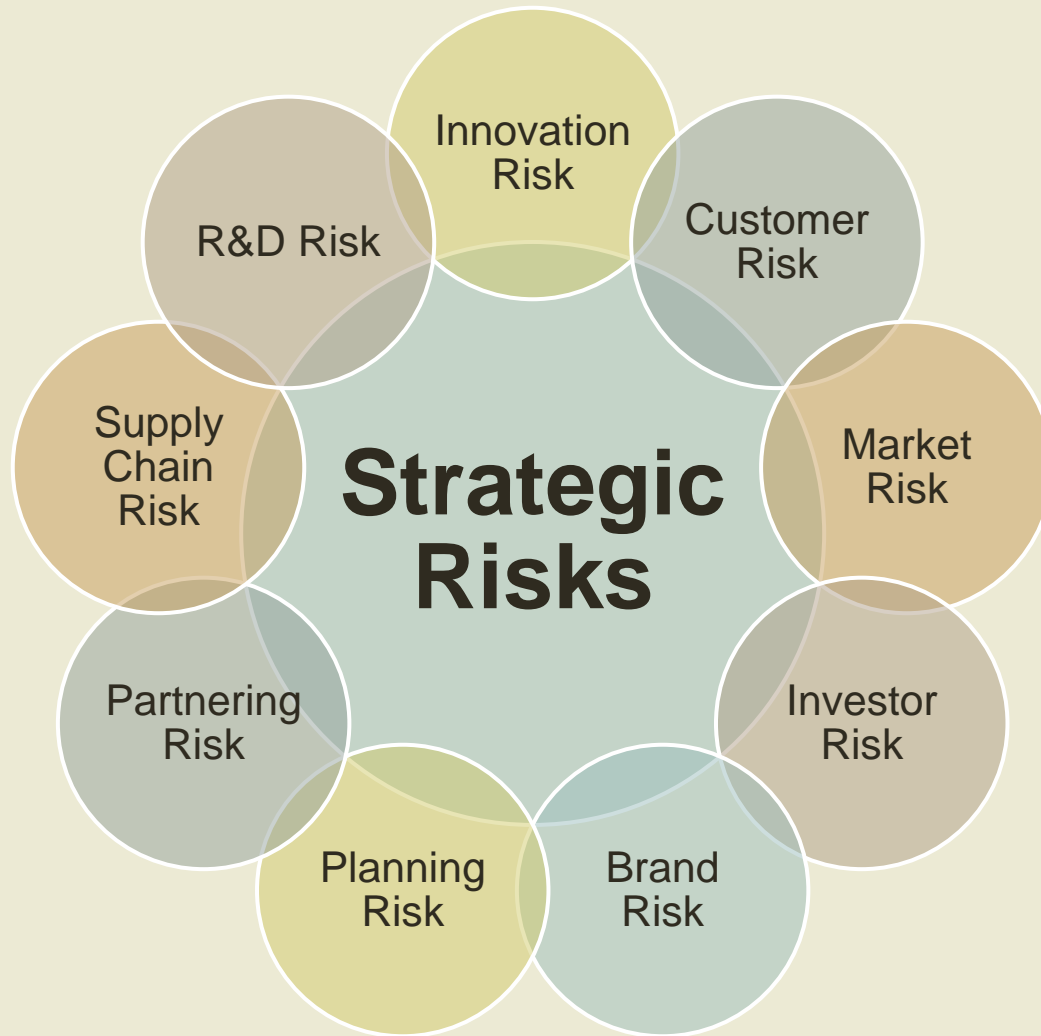 Innovation
Risk
Customer
Risk
Market
Risk
Investor
Risk
Brand
Risk
Planning
Risk
Partnering
Risk
Supply
Chain
Risk
R&D Risk
Strategic
Risks